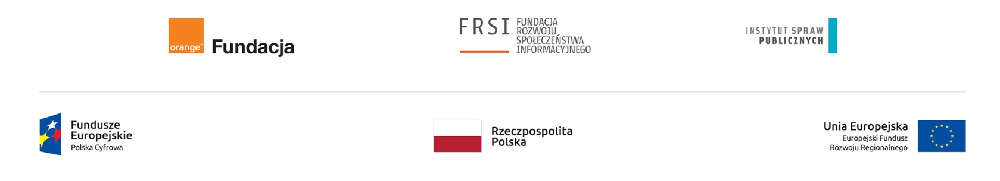 orange™
Fundacja
FRSI
FUNDACJA
ROZWOJU
SPOŁECZEŃSTWA
INFORMACYJNEGO
INSTYTUT SPRAW
PUBLICZNYCH
Fundusze
Europejskie
Polska Cyfrowa
Rzeczpospolita
Polska
Unia Europejska
Europejski Fundusz
Rozwoju Regionalnego